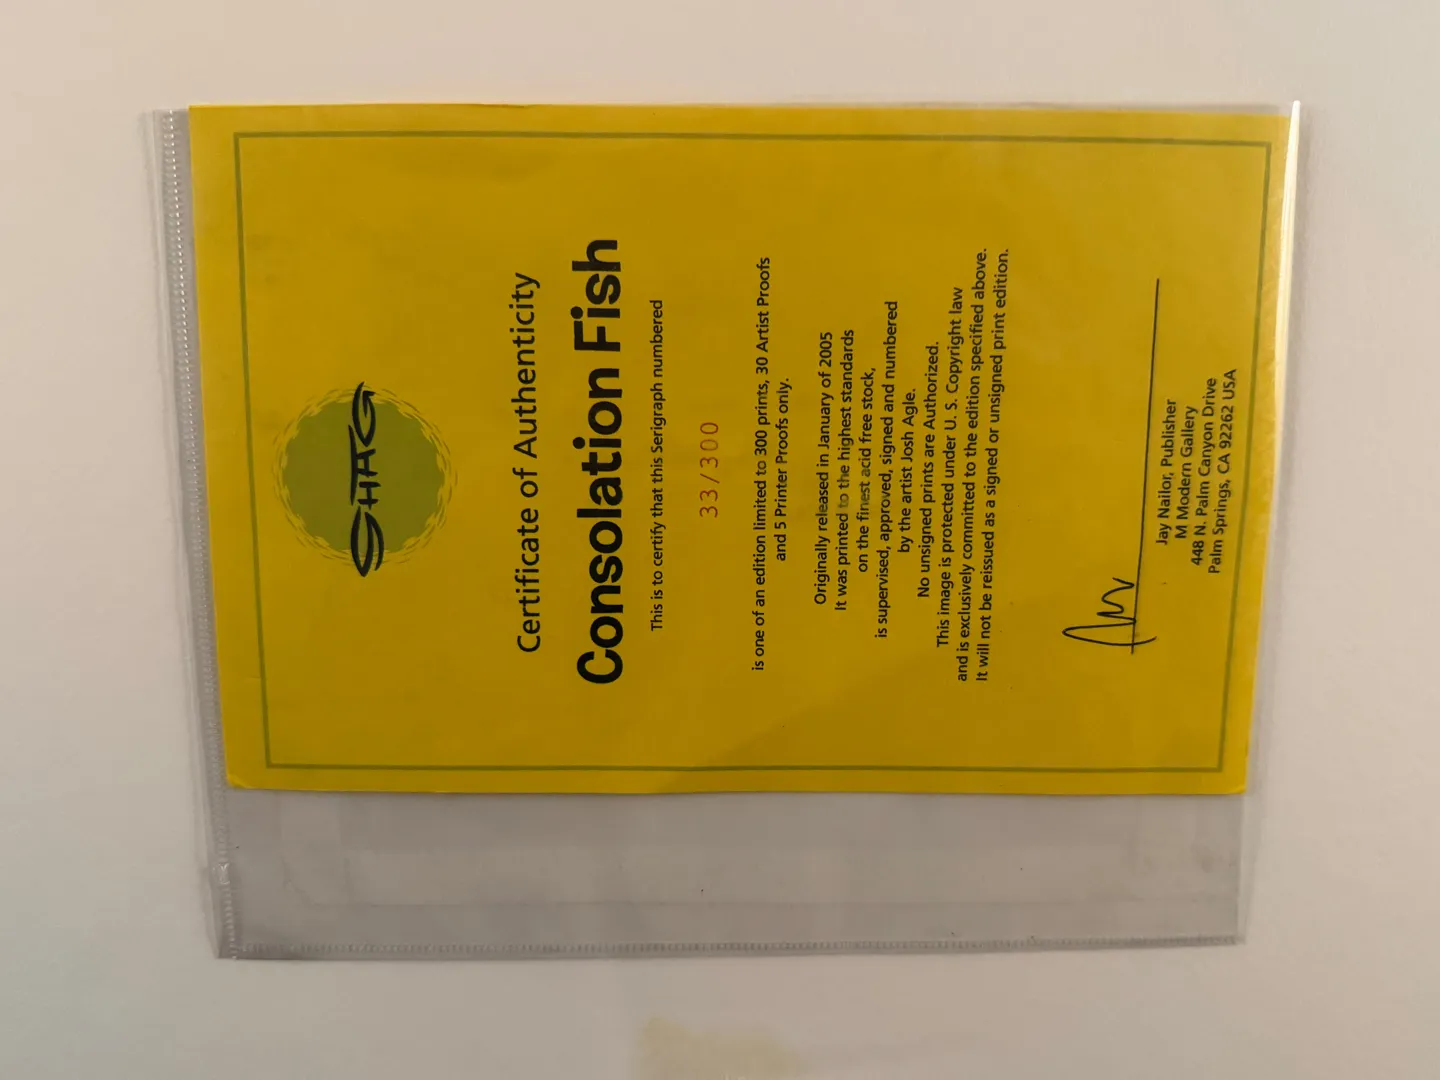 SHAG
Certificate of Authenticity
Consolation Fish
This is to certify that this Serigraph numbered
33/300
is one of an edition limited to 300 prints, 30 Artist Proofs
and 5 Printer Proofs only.
Originally released in January of 2005
It was printed to the highest standards
on the finest acid free stock,
is supervised, approved, signed and numbered
by the artist Josh Agle.
No unsigned prints are Authorized.
This image is protected under U. S. Copyright law
and is exclusively committed to the edition specified above.
It will not be reissued as a signed or unsigned print edition.
Jay Nailor, Publisher
M Modern Gallery
448 N. Palm Canyon Drive
Palm Springs, CA 92262 USA